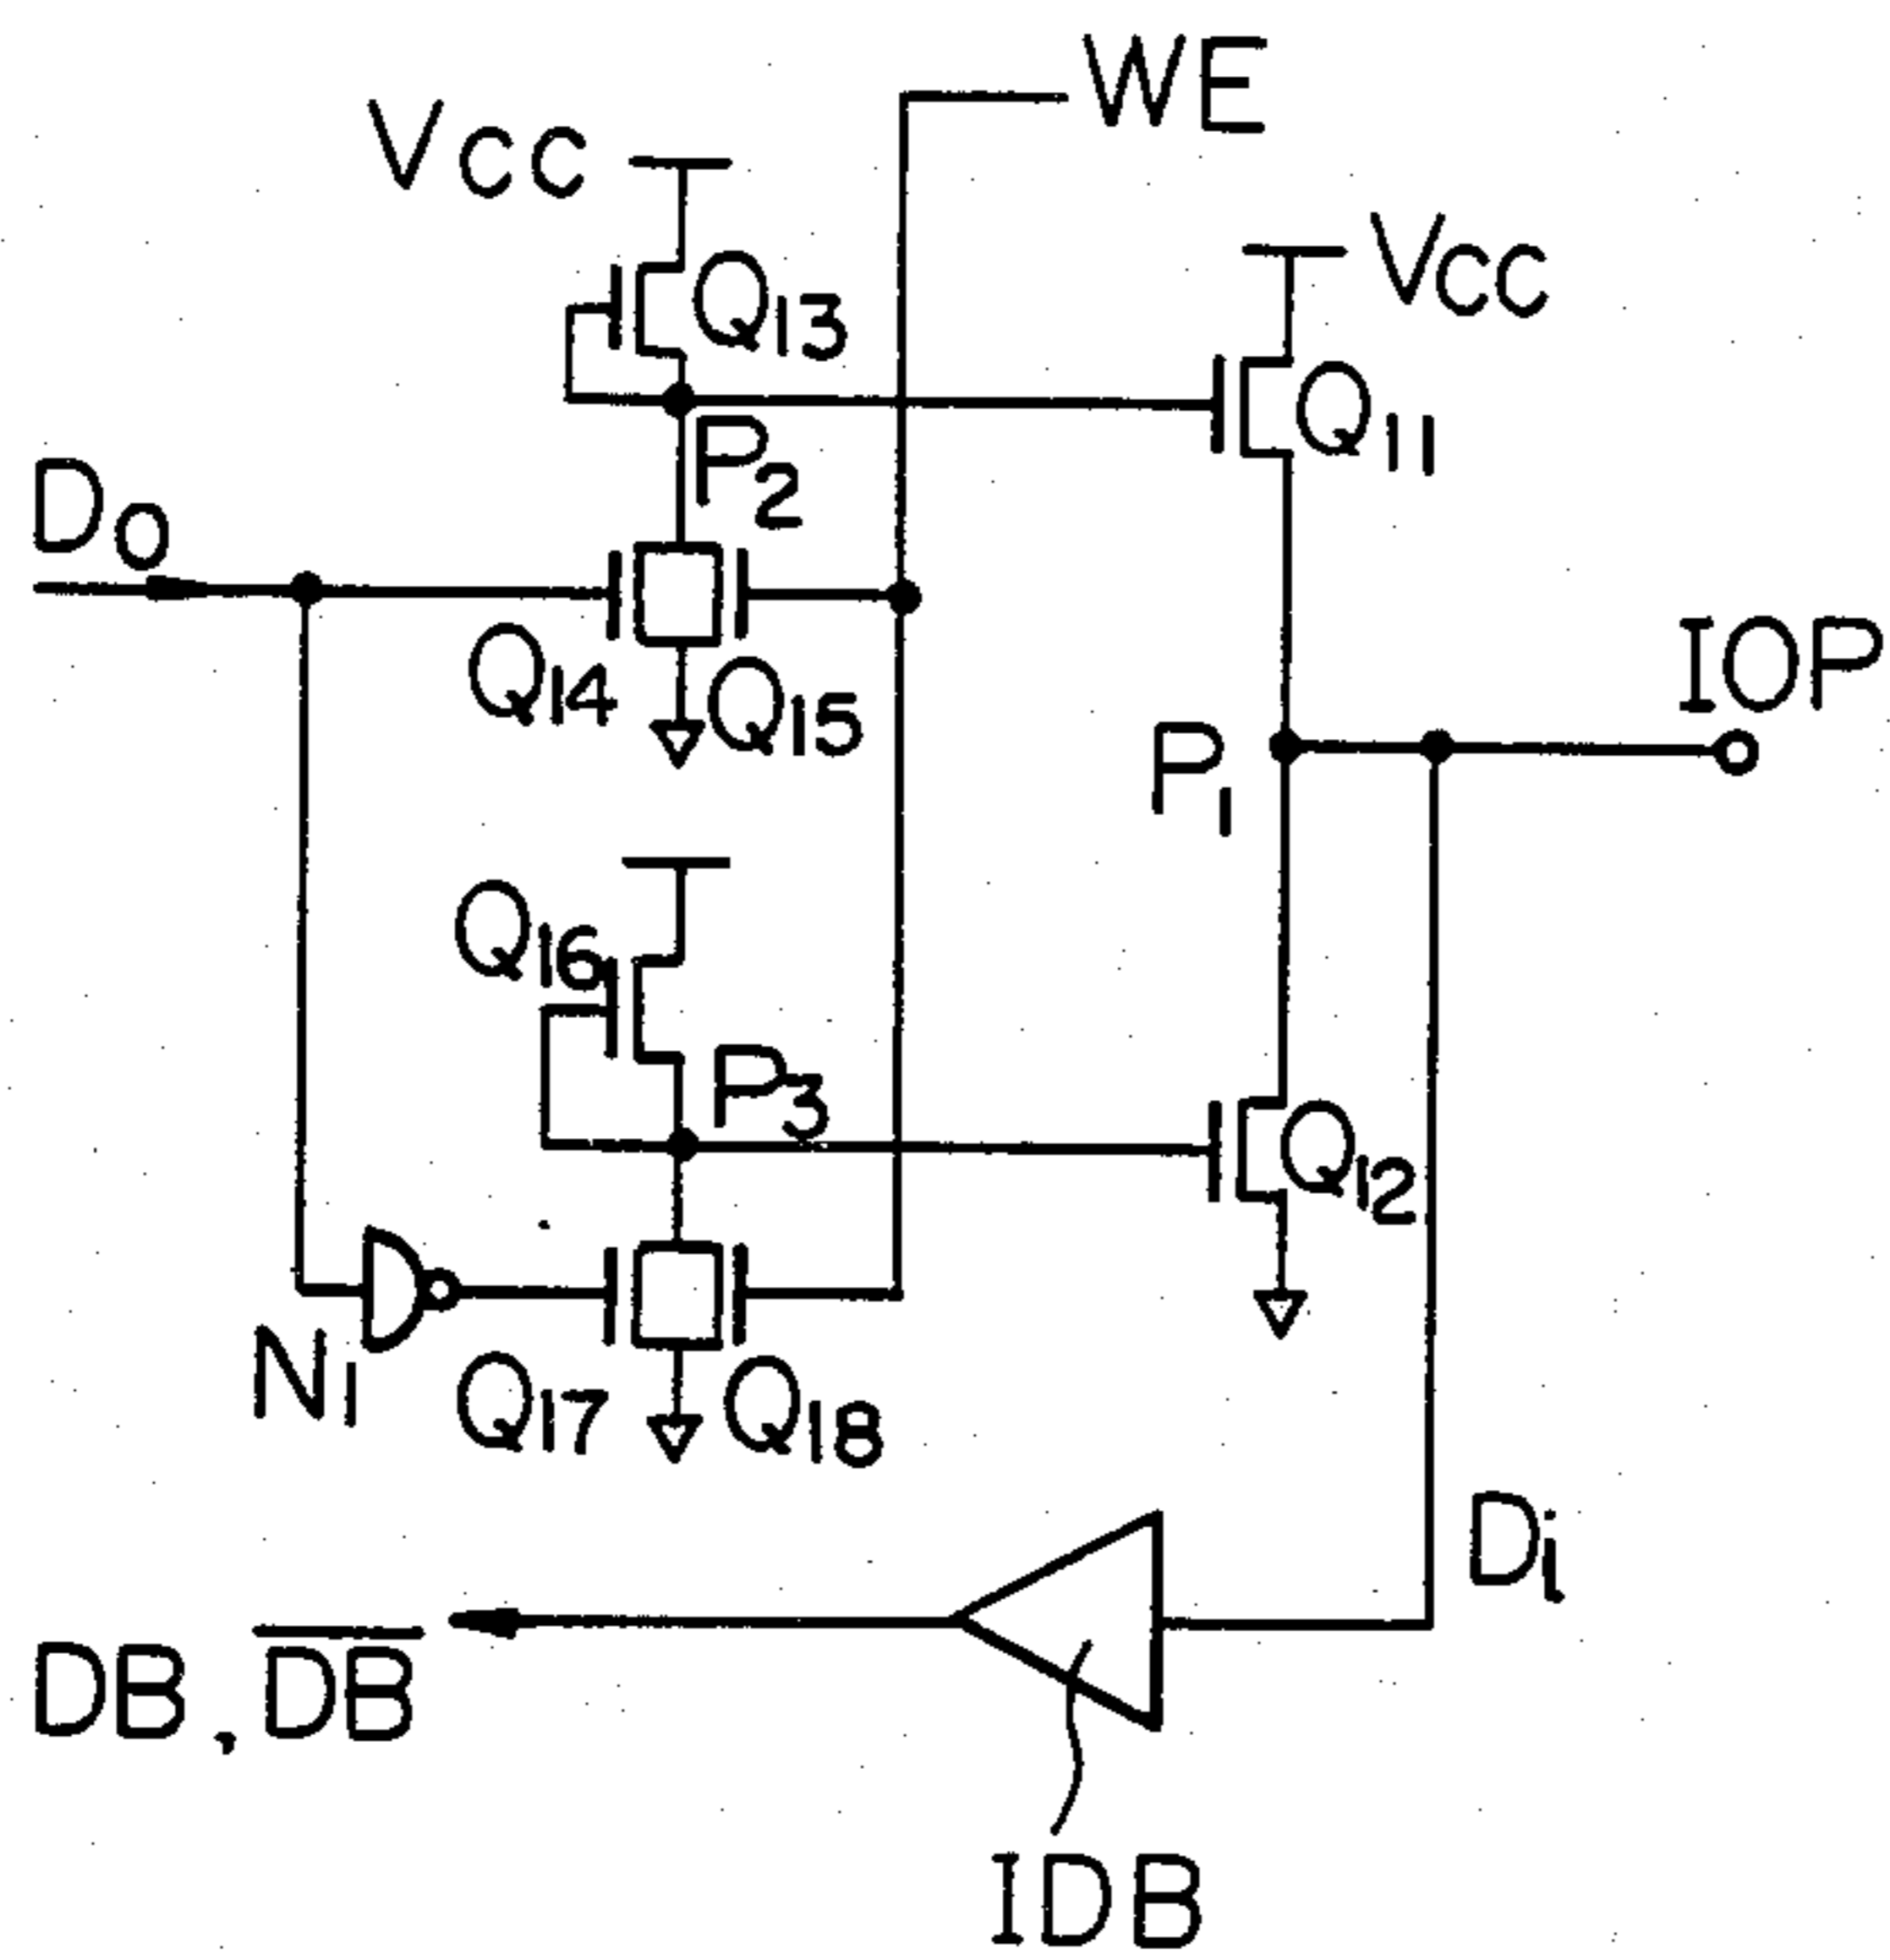 WE
VCC
VCC
Q13
Q11
P2
DO
IOP
Q14
Q15
P1
Q16
P3
Q12
N1
Q17
Q18
Di
DB, D̅B̅
IDB